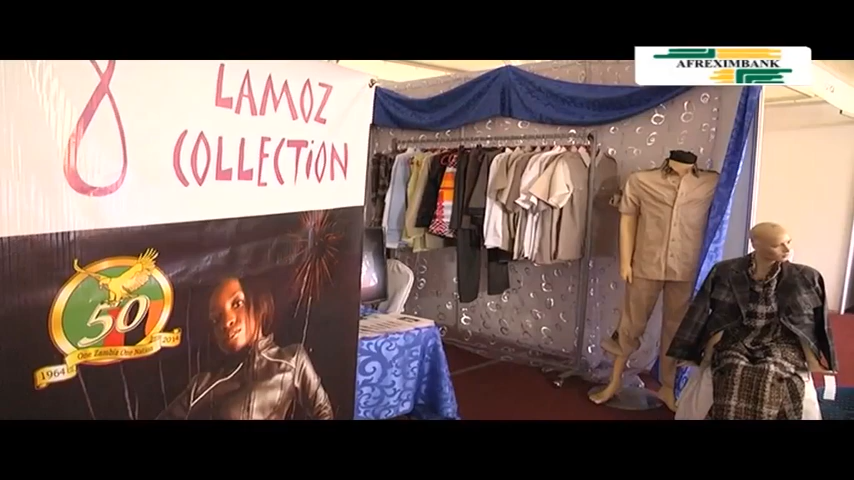 AFREXIMBANK
LAMOZ
COLLECTiON
50
One Zambia One Nation
1964
2014